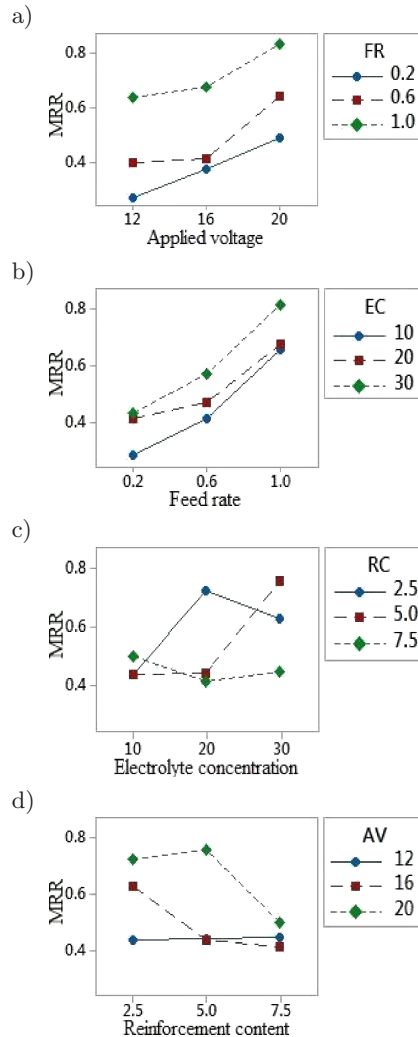 a)
FR
0.2
0.6
1.0
MRR
0.8
0.6
0.4
12 16 20
Applied voltage
b)
EC
10
20
30
MRR
0.8
0.6
0.4
0.2 0.6 1.0
Feed rate
c)
RC
2.5
5.0
7.5
MRR
0.8
0.6
0.4
10 20 30
Electrolyte concentration
d)
AV
12
16
20
MRR
0.8
0.6
0.4
2.5 5.0 7.5
Reinforcement content